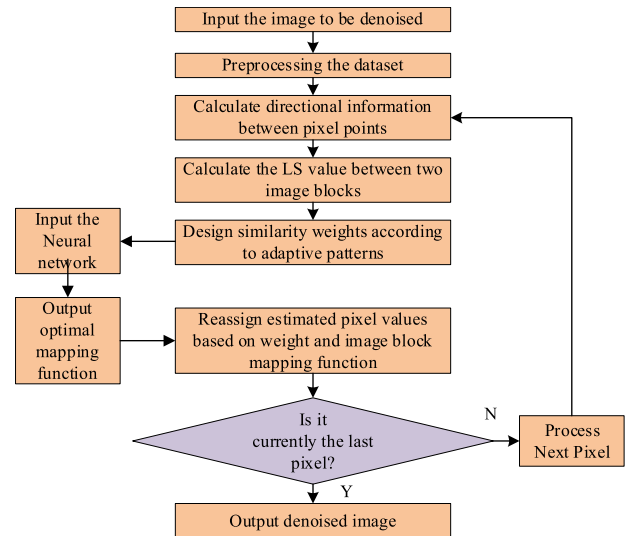 Input the image to be denoised
Preprocessing the dataset
Calculate directional information
between pixel points
Calculate the LS value between two
image blocks
Design similarity weights according
to adaptive patterns
Input the
Neural
network
Output
optimal
mapping
function
Reassign estimated pixel values
based on weight and image block
mapping function
Is it
currently the last
pixel?
N
Process
Next Pixel
Y
Output denoised image